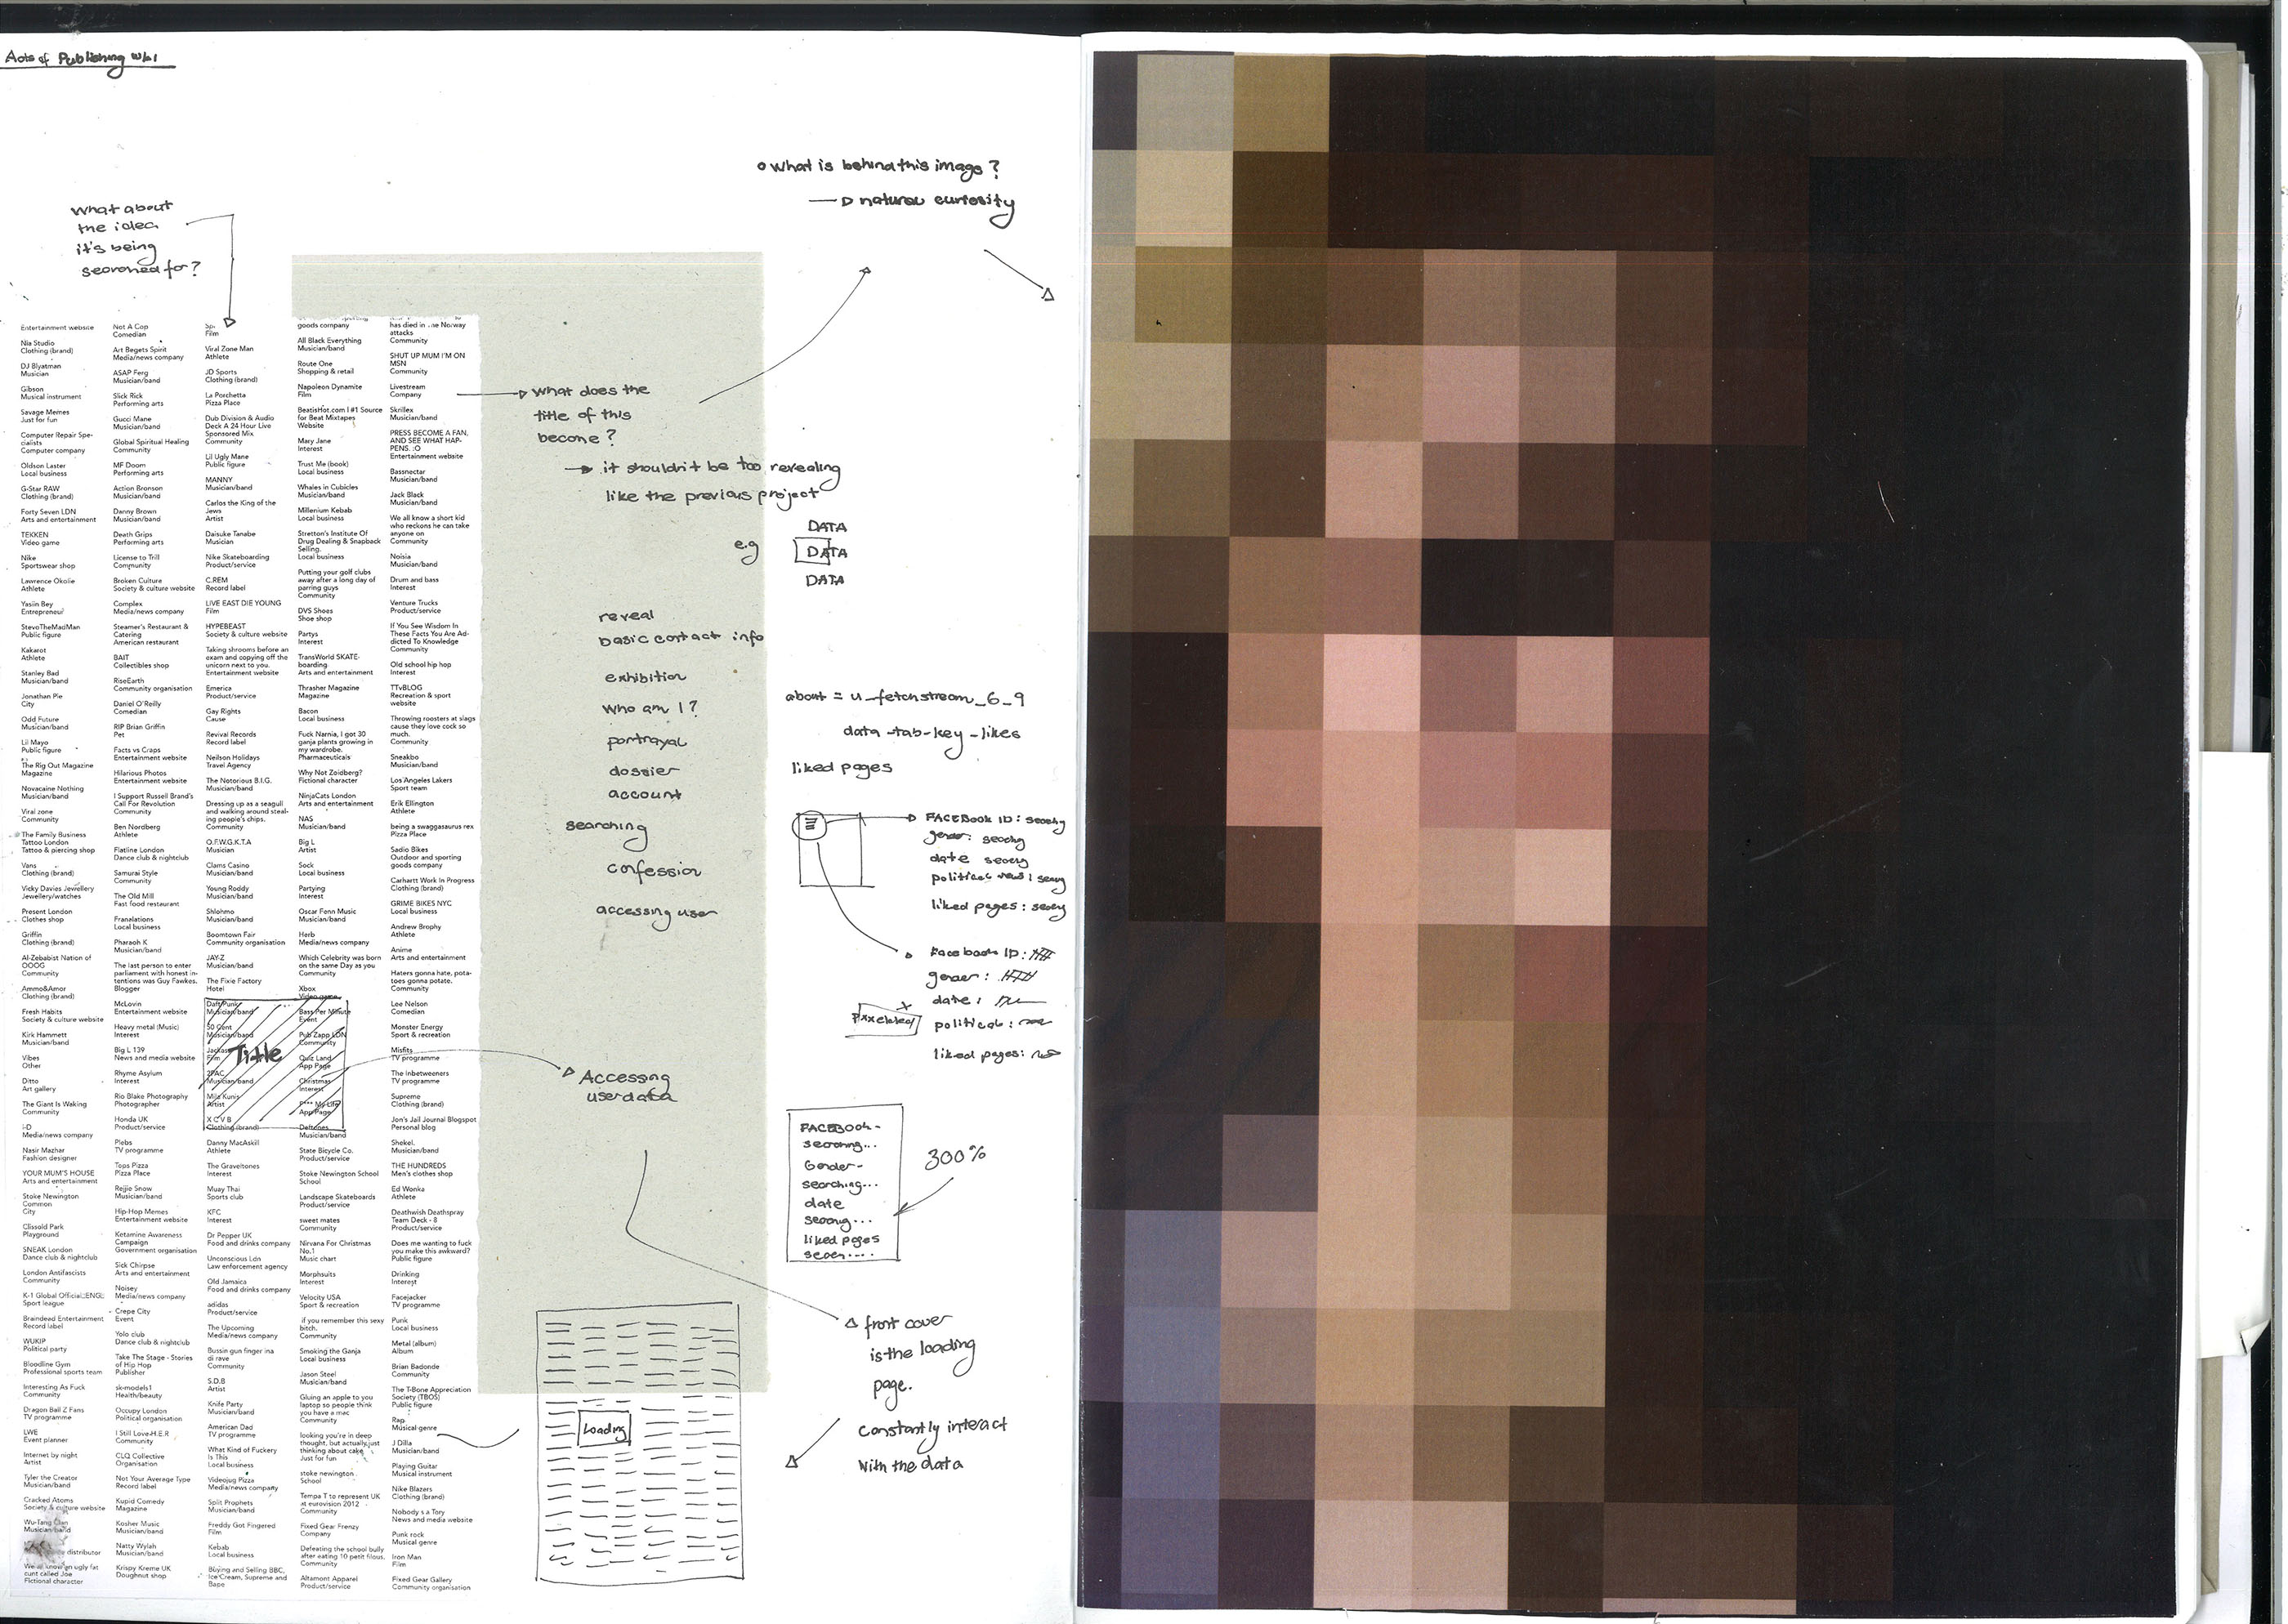 Acts of Publishing Wk1
What about
the idea
it's being
searched for?
o What is behind this image?
natural curiosity
Entertainment website
Nia Studio
Clothing (brand)
DJ Blyatman
Musician
Gibson
Musical instrument
Savage Memes
Just for fun
Computer Repair Spe-
cialists
Computer company
Oldson Laster
Local business
G-Star RAW
Clothing (brand)
Forty Seven LDN
Arts and entertainment
TEKKEN
Video game
Nike
Sportswear shop
Lawrence Okolie
Athlete
Yasiin Bey
Entrepreneur
StevoTheMadMan
Public figure
Kakarot
Athlete
Stanley Bad
Musician/band
Jonathan Pie
City
Odd Future
Musician/band
Lil Mayo
Public figure
The Rig Out Magazine
Magazine
Novacaine Nothing
Musician/band
Viral zone
Community
The Family Business
Tattoo London
Tattoo & piercing shop
Vans
Clothing (brand)
Vicky Davies Jewellery
Jewellery/watches
Present London
Clothes shop
Griffin
Clothing (brand)
Al-Zebabist Nation of
OOOG
Community
Ammo&Amor
Clothing (brand)
Fresh Habits
Society & culture website
Kirk Hammett
Musician/band
Vibes
Other
Ditto
Art gallery
The Giant Is Waking
Community
i-D
Media/news company
Nasir Mazhar
Fashion designer
YOUR MUM'S HOUSE
Arts and entertainment
Stoke Newington
Common
City
Clissold Park
Playground
SNEAK London
Dance club & nightclub
London Antifascists
Community
K-1 Global Official:ENG:
Sport league
Braindead Entertainment
Record label
WUKIP
Political party
Bloodline Gym
Professional sports team
Interesting As Fuck
Community
Dragon Ball Z Fans
TV programme
LWE
Event planner
Internet by night
Artist
Tyler the Creator
Musician/band
Cracked Atoms
Society & culture website
Wu-Tang Clan
Musician/band
distributor
We all know an ugly fat
cunt called Joe
Fictional character
Not A Cop
Comedian
Art Begets Spirit
Media/news company
ASAP Ferg
Musician/band
Slick Rick
Performing arts
Gucci Mane
Musician/band
Global Spiritual Healing
Community
MF Doom
Performing arts
Action Bronson
Musician/band
Danny Brown
Musician/band
Death Grips
Performing arts
License to Trill
Community
Broken Culture
Society & culture website
Complex
Media/news company
Steamer's Restaurant &
Catering
American restaurant
BAIT
Collectibles shop
RiseEarth
Community organisation
Daniel O'Reilly
Comedian
RIP Brian Griffin
Pet
Facts vs Craps
Entertainment website
Hilarious Photos
Entertainment website
I Support Russell Brand's
Call For Revolution
Community
Ben Nordberg
Athlete
Flatline London
Dance club & nightclub
Samurai Style
Community
The Old Mill
Fast food restaurant
Franalations
Local business
Pharaoh K
Musician/band
The last person to enter
parliament with honest in-
tentions was Guy Fawkes.
Blogger
McLovin
Entertainment website
Heavy metal (Music)
Interest
Big L 139
News and media website
Rhyme Asylum
Interest
Rio Blake Photography
Photographer
Honda UK
Product/service
Plebs
TV programme
Tops Pizza
Pizza Place
Rejjie Snow
Musician/band
Hip-Hop Memes
Entertainment website
Ketamine Awareness
Campaign
Government organisation
Sick Chirpse
Arts and entertainment
Noisey
Media/news company
Crepe City
Event
Yolo club
Dance club & nightclub
Take The Stage - Stories
of Hip Hop
Publisher
sk-models1
Health/beauty
Occupy London
Political organisation
I Still Love-H.E.R
Community
CLQ Collective
Organisation
Not Your Average Type
Record label
Kupid Comedy
Magazine
Kosher Music
Musician/band
Natty Wylah
Musician/band
Krispy Kreme UK
Doughnut shop
Film
Viral Zone Man
Athlete
JD Sports
Clothing (brand)
La Porchetta
Pizza Place
Dub Division & Audio
Deck A 24 Hour Live
Sponsored Mix
Community
Lil Ugly Mane
Public figure
MANNY
Musician/band
Carlos the King of the
Jews
Artist
Daisuke Tanabe
Musician
Nike Skateboarding
Product/service
C.REM
Record label
LIVE EAST DIE YOUNG
Film
HYPEBEAST
Society & culture website
Taking shrooms before an
exam and copying off the
unicorn next to you.
Entertainment website
Emerica
Product/service
Gay Rights
Cause
Revival Records
Record label
Neilson Holidays
Travel Agency
The Notorious B.I.G.
Musician/band
Dressing up as a seagull
and walking around steal-
ing people's chips.
Community
O.F.W.G.K.T.A
Musician
Clams Casino
Musician/band
Young Roddy
Musician/band
Shlohmo
Musician/band
Boomtown Fair
Community organisation
JAY-Z
Musician/band
The Fixie Factory
Hotel
Daft Punk
Musician/band
50 Cent
Musician/band
Film
Title
2PAC
Musician/band
Mila Kunis
Artist
X C V B
Clothing (brand)
Danny MacAskill
Athlete
The Graveltones
Interest
Muay Thai
Sports club
KFC
Interest
Dr Pepper UK
Food and drinks company
Unconscious Ldn
Law enforcement agency
Old Jamaica
Food and drinks company
adidas
Product/service
The Upcoming
Media/news company
Bussin gun finger ina
di rave
Community
S.D.B
Artist
Knife Party
Musician/band
American Dad
TV programme
What Kind of Fuckery
Is This
Local business
Videojug Pizza
Media/news company
Split Prophets
Musician/band
Freddy Got Fingered
Film
Kebab
Local business
Buying and Selling BBC,
Ice Cream, Supreme and
Bape
goods company
All Black Everything
Musician/band
Route One
Shopping & retail
Napoleon Dynamite
Film
BeatisHot.com | #1 Source
for Beat Mixtapes
Website
Mary Jane
Interest
Trust Me (book)
Local business
Whales in Cubicles
Musician/band
Millenium Kebab
Local business
Stretton's Institute Of
Drug Dealing & Snapback
Selling.
Local business
Putting your golf clubs
away after a long day of
parring guys
Community
DVS Shoes
Shoe shop
Partys
Interest
TransWorld SKATE-
boarding
Arts and entertainment
Thrasher Magazine
Magazine
Bacon
Local business
Fuck Narnia, I got 30
ganja plants growing in
my wardrobe.
Pharmaceuticals
Why Not Zoidberg?
Fictional character
NinjaCats London
Arts and entertainment
NAS
Musician/band
Big L
Artist
Sock
Local business
Partying
Interest
Oscar Fenn Music
Musician/band
Herb
Media/news company
Which Celebrity was born
on the same Day as you
Community
Xbox
Video game
Bass Per Minute
Event
Pub Zapp LDN
Community
Quiz Land
App Page
Christmas
Interest
F*** My Life
App Page
Deftones
Musician/band
State Bicycle Co.
Product/service
Stoke Newington School
School
Landscape Skateboards
Product/service
sweet mates
Community
Nirvana For Christmas
No.1
Music chart
Morphsuits
Interest
Velocity USA
Sport & recreation
if you remember this sexy
bitch.
Community
Smoking the Ganja
Local business
Jason Steel
Musician/band
Gluing an apple to you
laptop so people think
you have a mac
Community
looking you're in deep
thought, but actually,just
thinking about cake
Just for fun
stoke newington
School
Tempa T to represent UK
at eurovision 2012
Community
Fixed Gear Frenzy
Company
Defeating the school bully
after eating 10 petit filous.
Community
Altamont Apparel
Product/service
has died in the Norway
attacks
Community
SHUT UP MUM I'M ON
MSN
Community
Livestream
Company
Skrillex
Musician/band
PRESS BECOME A FAN,
AND SEE WHAT HAP-
PENS. :O
Entertainment website
Bassnectar
Musician/band
Jack Black
Musician/band
We all know a short kid
who reckons he can take
anyone on
Community
Noisia
Musician/band
Drum and bass
Interest
Venture Trucks
Product/service
If You See Wisdom In
These Facts You Are Ad-
dicted To Knowledge
Community
Old school hip hop
Interest
TTvBLOG
Recreation & sport
website
Throwing roosters at slags
cause they love cock so
much.
Community
Sneakbo
Musician/band
Los Angeles Lakers
Sport team
Erik Ellington
Athlete
being a swaggasaurus rex
Pizza Place
Sadio Bikes
Outdoor and sporting
goods company
Carhartt Work In Progress
Clothing (brand)
GRIME BIKES NYC
Local business
Andrew Brophy
Athlete
Anime
Arts and entertainment
Haters gonna hate, pota-
toes gonna potate.
Community
Lee Nelson
Comedian
Monster Energy
Sport & recreation
Misfits
TV programme
The Inbetweeners
TV programme
Supreme
Clothing (brand)
Jon's Jail Journal Blogspot
Personal blog
Shekel.
Musician/band
THE HUNDREDS
Men's clothes shop
Ed Wonka
Athlete
Deathwish Deathspray
Team Deck - 8
Product/service
Does me wanting to fuck
you make this awkward?
Public figure
Drinking
Interest
Facejacker
TV programme
Punk
Local business
Metal (album)
Album
Brian Badonde
Community
The T-Bone Appreciation
Society (TBOS)
Public figure
Rap
Musical genre
J Dilla
Musician/band
Playing Guitar
Musical instrument
Nike Blazers
Clothing (brand)
Nobody s a Tory
News and media website
Punk rock
Musical genre
Iron Man
Film
Fixed Gear Gallery
Community organisation
What does the
title of this
become?
it shouldn't be too revealing
like the previous project
e.g
DATA
DATA
DATA
reveal
basic contact info
exhibition
Who am I?
portrayal
dossier
account
searching
confession
accessing user
about = u_fetchstream_6_9
data-tab-key-likes
liked pages
FACEBook ID:
gender:
date
political views:
liked pages:
Facebook ID:
gender:
date:
political:
liked pages:
pixelated
Accessing
userdata
FACEBOOK-
searching...
Gender-
searching...
date
liked pages
300%
front cover
is the loading
page.
constantly interact
with the data
Loading